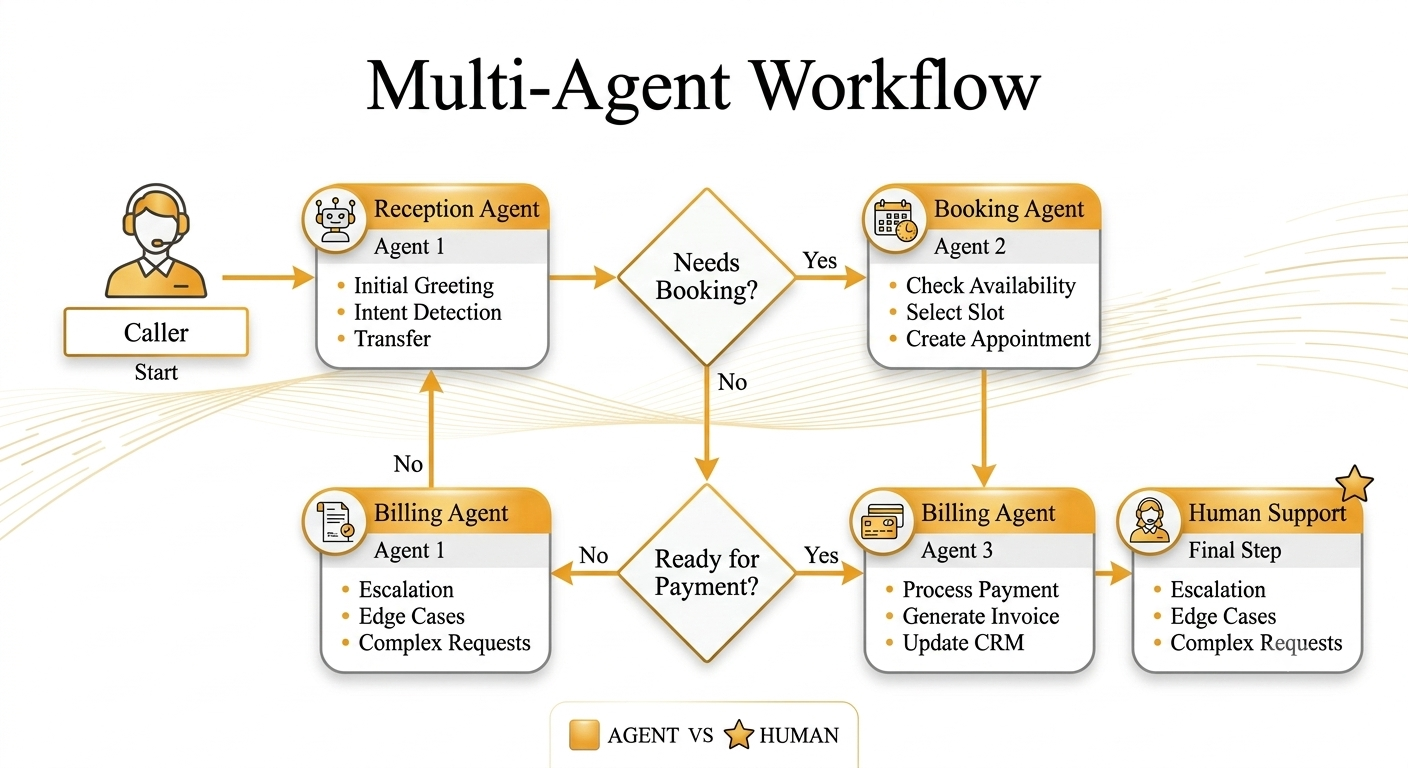 Multi-Agent Workflow
Caller
Start
Reception Agent
Agent 1
• Initial Greeting
• Intent Detection
• Transfer
Needs
Booking?
Yes
No
Booking Agent
Agent 2
• Check Availability
• Select Slot
• Create Appointment
No
Billing Agent
Agent 1
• Escalation
• Edge Cases
• Complex Requests
No
Ready for
Payment?
Yes
Billing Agent
Agent 3
• Process Payment
• Generate Invoice
• Update CRM
Human Support
Final Step
• Escalation
• Edge Cases
• Complex Requests
AGENT VS HUMAN